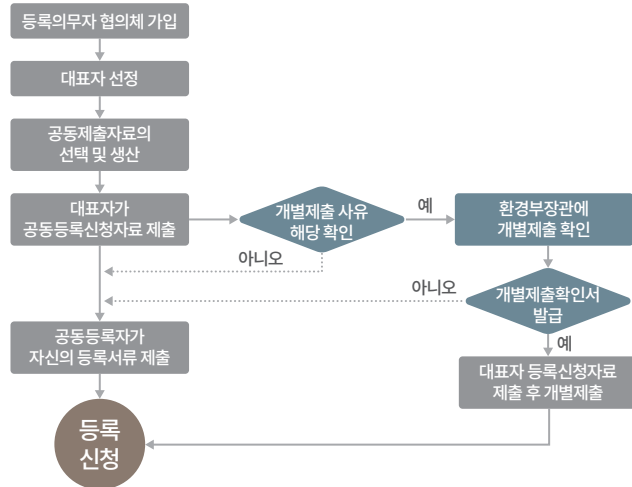 등록의무자 협의체 가입
대표자 선정
공동제출자료의
선택 및 생산
대표자가
공동등록신청자료 제출
개별제출 사유
해당 확인
예
환경부장관에
개별제출 확인
아니오
아니오
개별제출확인서
발급
예
공동등록자가
자신의 등록서류 제출
대표자 등록신청자료
제출 후 개별제출
등록
신청